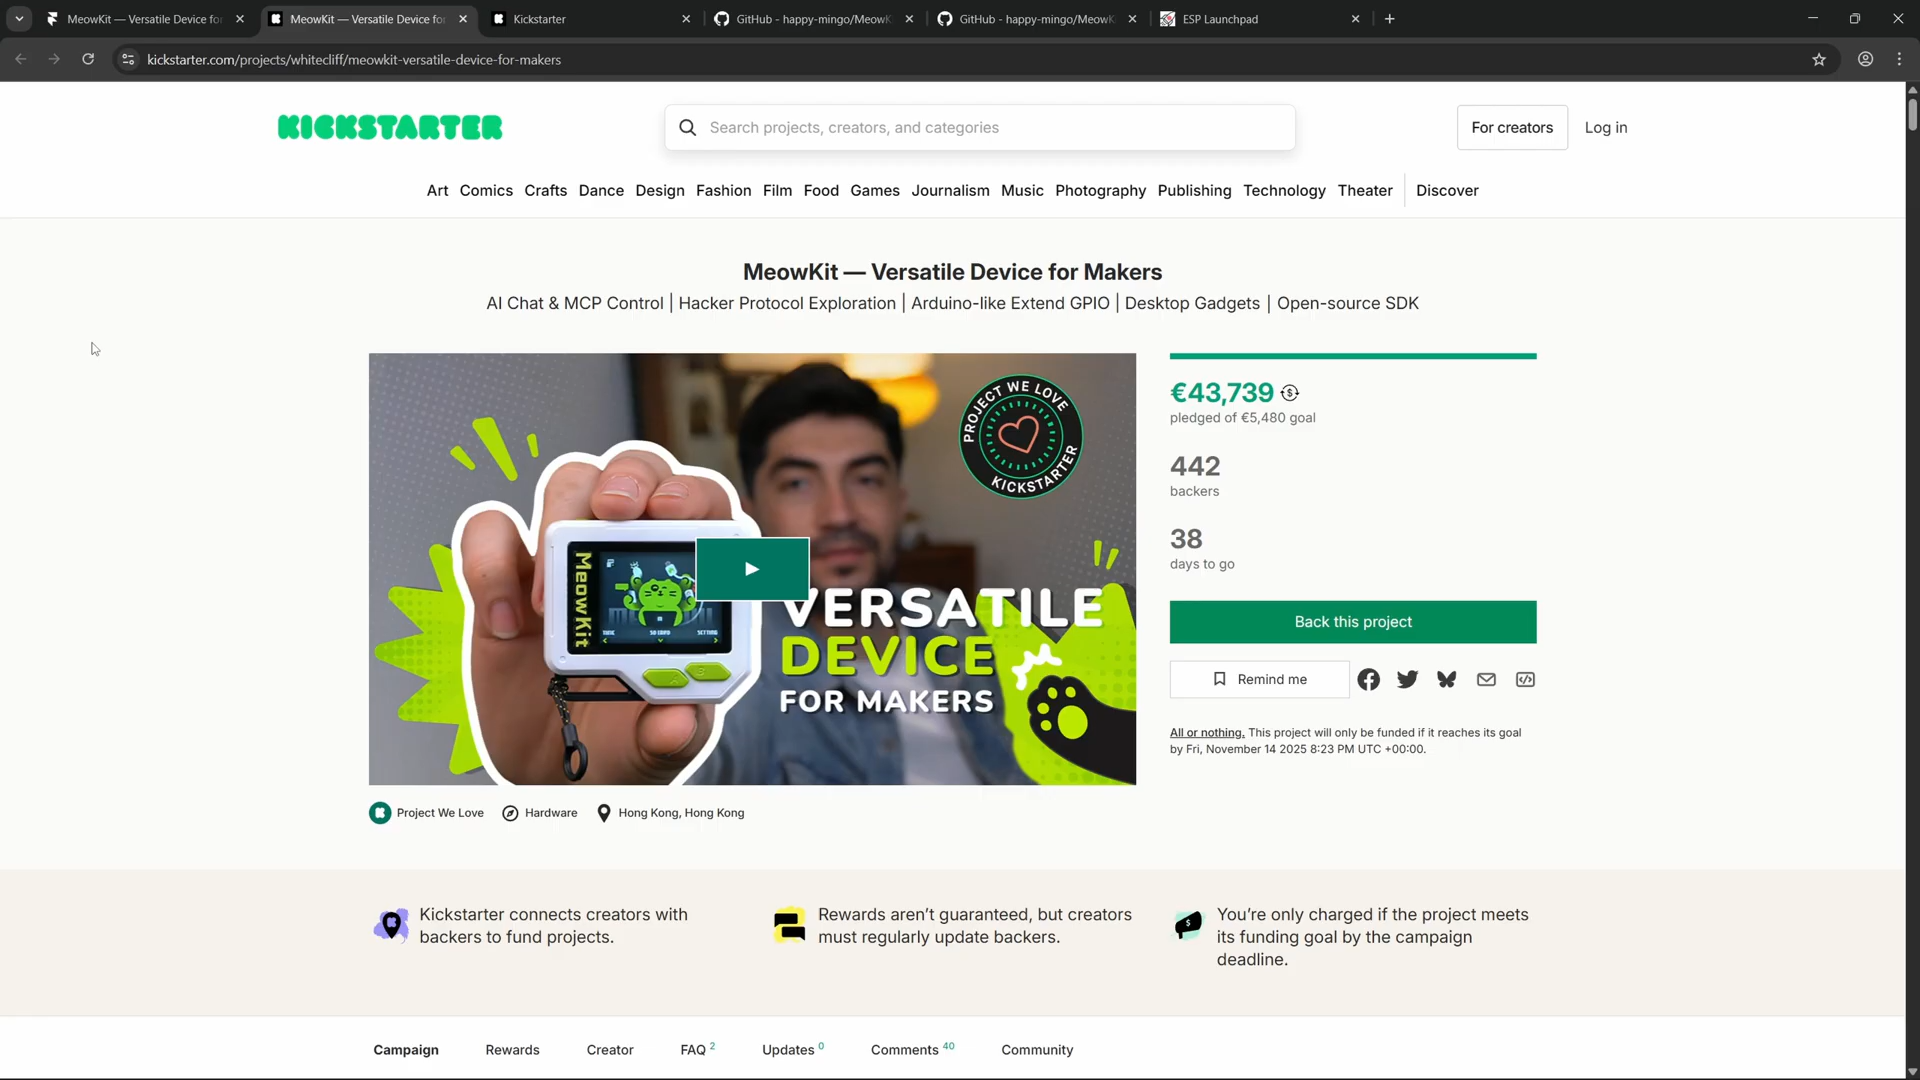 MeowKit — Versatile Device fo
MeowKit — Versatile Device fo
Kickstarter
GitHub - happy-mingo/MeowK
GitHub - happy-mingo/MeowK
ESP Launchpad
kickstarter.com/projects/whitecliff/meowkit-versatile-device-for-makers
KICKSTARTER
Search projects, creators, and categories
For creators
Log in
Art Comics Crafts Dance Design Fashion Film Food Games Journalism Music Photography Publishing Technology Theater Discover
MeowKit — Versatile Device for Makers
AI Chat & MCP Control | Hacker Protocol Exploration | Arduino-like Extend GPIO | Desktop Gadgets | Open-source SDK
PROJECT WE LOVE
KICKSTARTER
MeowKit
TIME SD CARD SETTING
VERSATILE
DEVICE
FOR MAKERS
€43,739
pledged of €5,480 goal
442
backers
38
days to go
Back this project
Remind me
All or nothing. This project will only be funded if it reaches its goal
by Fri, November 14 2025 8:23 PM UTC +00:00.
Project We Love
Hardware
Hong Kong, Hong Kong
Kickstarter connects creators with
backers to fund projects.
Rewards aren’t guaranteed, but creators
must regularly update backers.
You’re only charged if the project meets
its funding goal by the campaign
deadline.
Campaign
Rewards
Creator
FAQ 2
Updates 0
Comments 40
Community